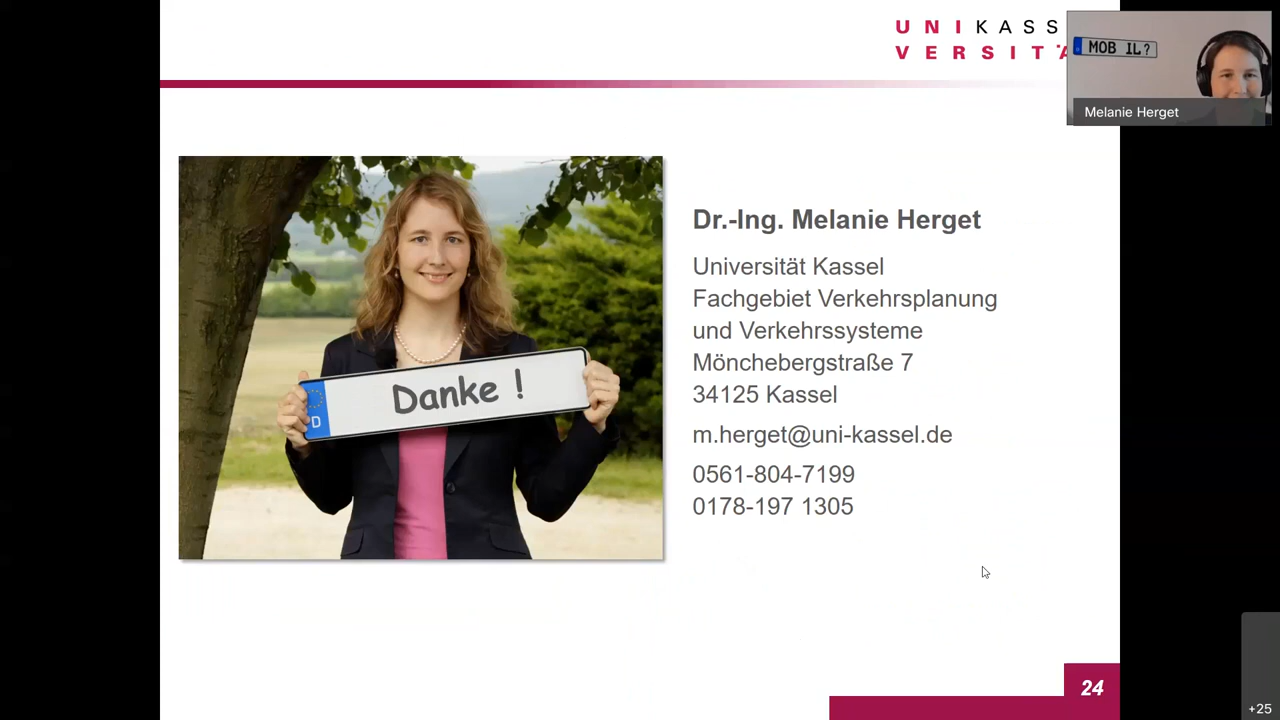 UNIKASS
VERSITÄ
MOB IL?
Melanie Herget
Danke !
D
Dr.-Ing. Melanie Herget
Universität Kassel
Fachgebiet Verkehrsplanung
und Verkehrssysteme
Mönchebergstraße 7
34125 Kassel
m.herget@uni-kassel.de
0561-804-7199
0178-197 1305
24
+25